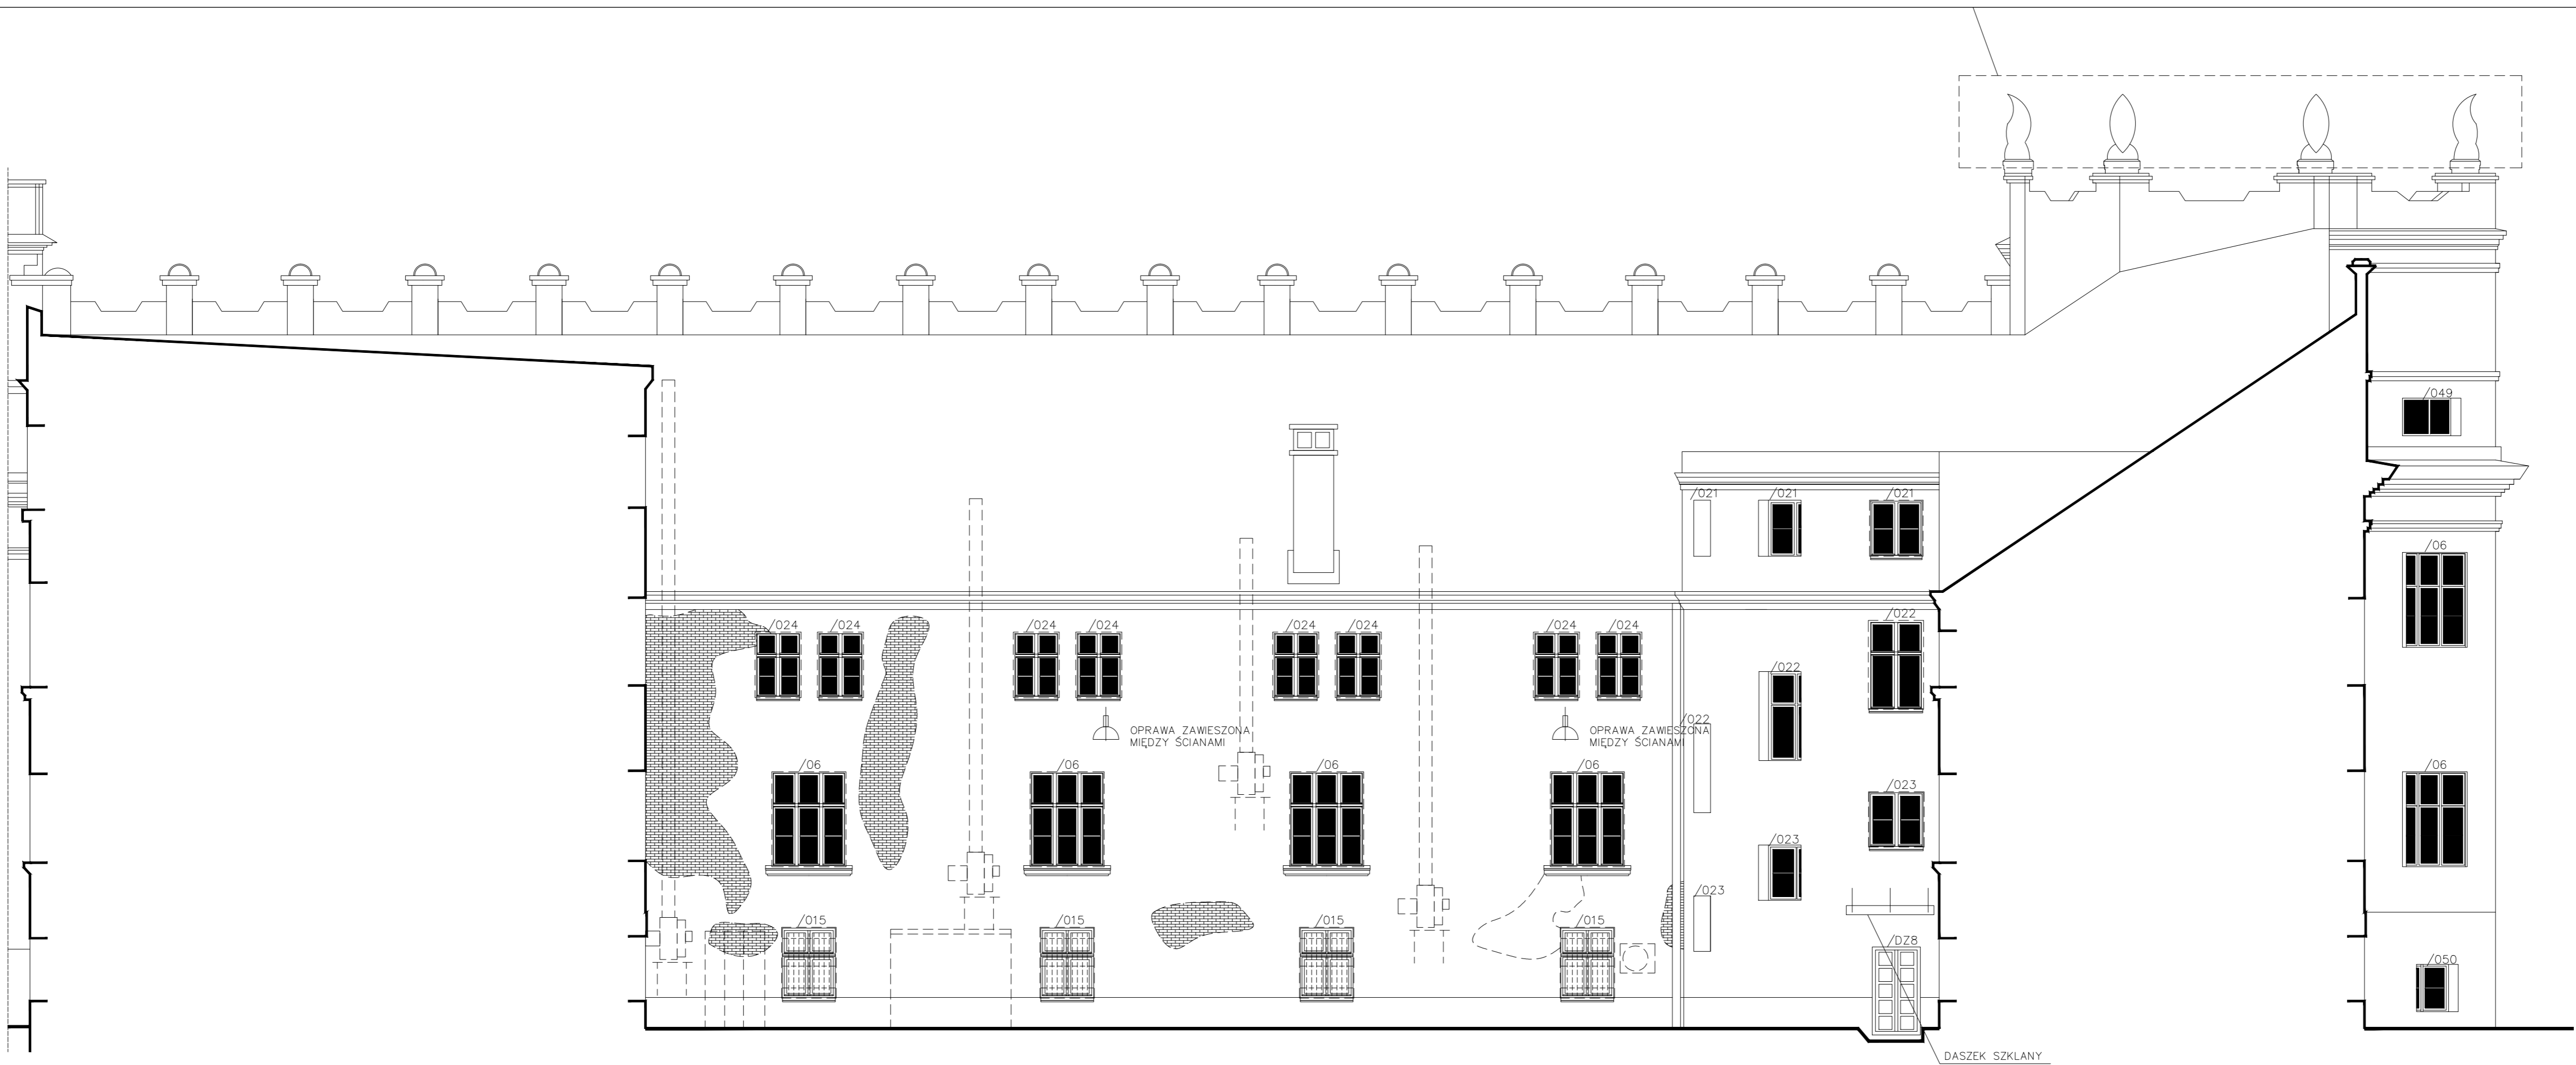 /049
/021 /021 /021
/06
/022
/024 /024 /024 /024 /024 /024 /024 /024
/022
/022
OPRAWA ZAWIESZONA
MIĘDZY ŚCIANAMI
OPRAWA ZAWIESZONA
MIĘDZY ŚCIANAMI
/06 /06 /06 /06 /06
/023
/023
/023
/015 /015 /015 /015
/DZ8
/050
DASZEK SZKLANY